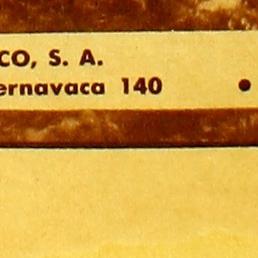 CO, S. A.
ernavaca 140 •